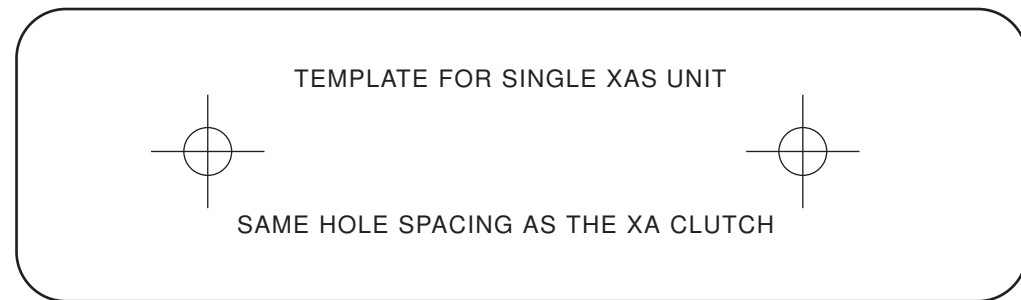 TEMPLATE FOR SINGLE XAS UNIT
SAME HOLE SPACING AS THE XA CLUTCH